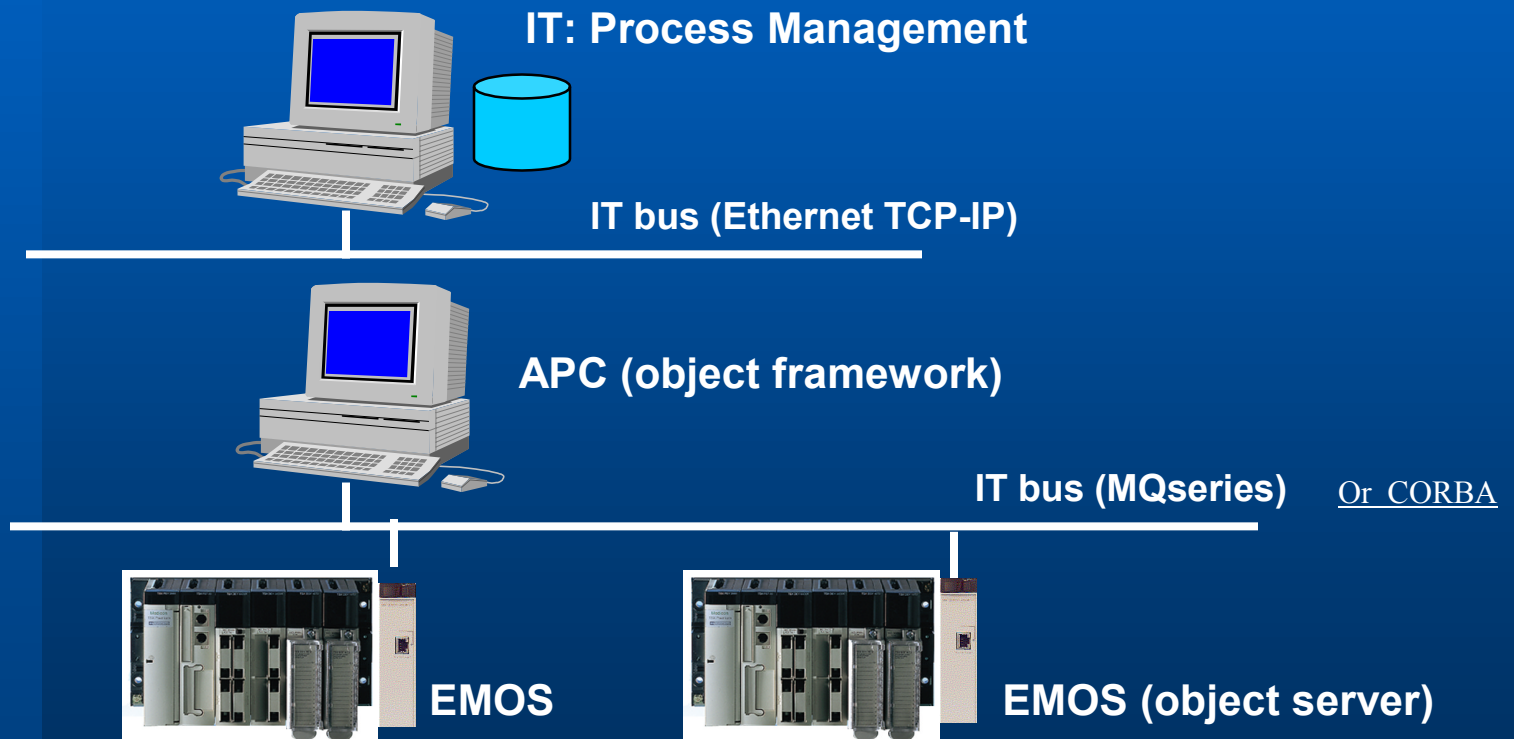 IT: Process Management
IT bus (Ethernet TCP-IP)
APC (object framework)
IT bus (MQseries) Or CORBA
EMOS
EMOS (object server)